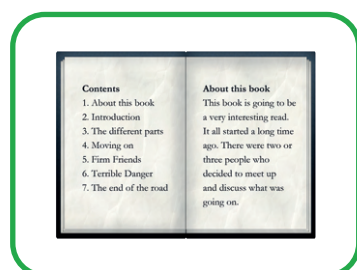 Contents
1. About this book
2. Introduction
3. The different parts
4. Moving on
5. Firm Friends
6. Terrible Danger
7. The end of the road
About this book
This book is going to be
a very interesting read.
It all started a long time
ago. There were two or
three people who
decided to meet up
and discuss what was
going on.